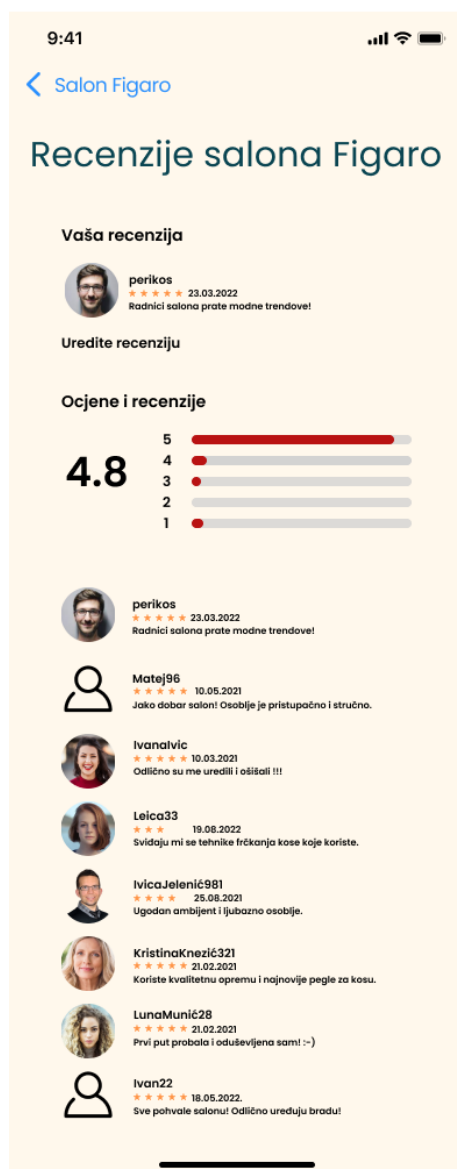 9:41
Salon Figaro
Recenzije salona Figaro
Vaša recenzija
perikos
23.03.2022
Radnici salona prate modne trendove!
Uredite recenziju
Ocjene i recenzije
4.8
5
4
3
2
1
perikos
23.03.2022
Radnici salona prate modne trendove!
Matej96
10.05.2021
Jako dobar salon! Osoblje je pristupačno i stručno.
IvanaIvic
10.03.2021
Odlično su me uredili i ošišali !!!
Leica33
19.08.2022
Sviđaju mi se tehnike frčkanja kose koje koriste.
IvicaJelenić981
25.08.2021
Ugodan ambijent i ljubazno osoblje.
KristinaKnezić321
21.02.2021
Koriste kvalitetnu opremu i najnovije pegle za kosu.
LunaMunić28
21.02.2021
Prvi put probala i oduševljena sam! :-)
Ivan22
18.05.2022.
Sve pohvale salonu! Odlično uređuju bradu!